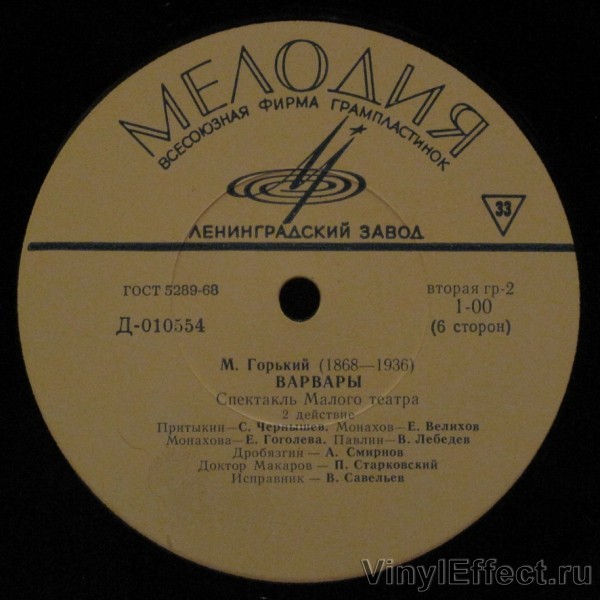 МЕЛОДИЯ
ВСЕСОЮЗНАЯ ФИРМА ГРАМПЛАСТИНОК
ЛЕНИНГРАДСКИЙ ЗАВОД
33
ГОСТ 5289-68
вторая гр-2
Д-010554
1-00
(6 сторон)
М. Горький (1868—1936)
ВАРВАРЫ
Спектакль Малого театра
2 действие
Притыкин—С. Чернышев. Монахов—Е. Велихов
Монахова—Е. Гоголева. Павлин—В. Лебедев
Дробязгин — А. Смирнов
Доктор Макаров — П. Старковский
Исправник — В. Савельев
VinylEffect.ru